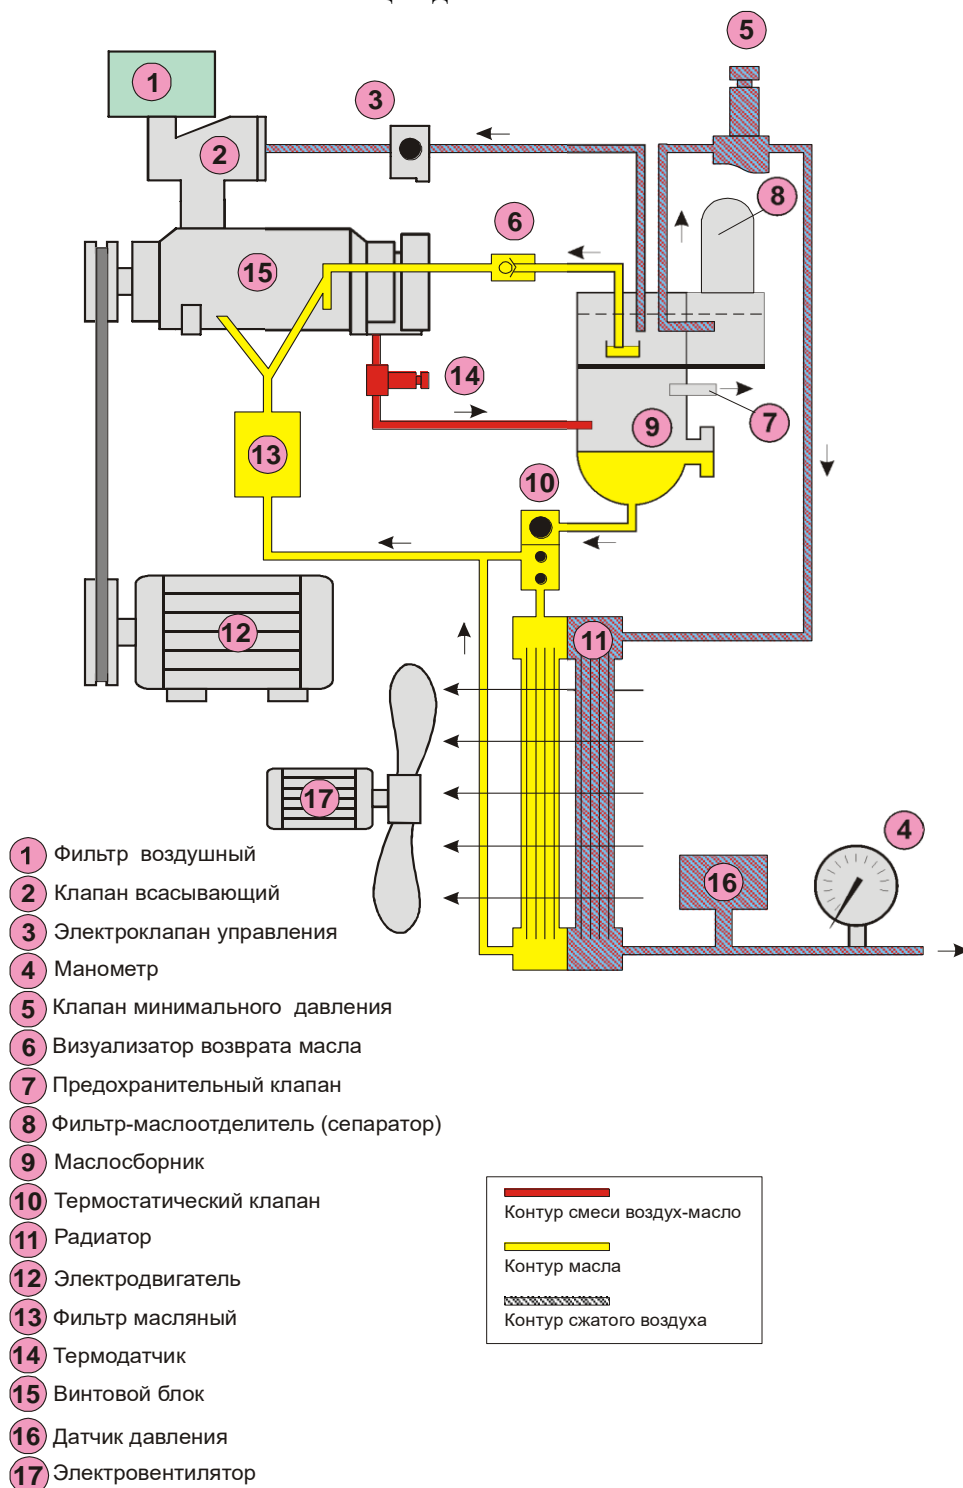 5
1
3
2
8
6
15
14
9
7
13
10
12
11
17
4
16
1 Фильтр воздушный
2 Клапан всасывающий
3 Электроклапан управления
4 Манометр
5 Клапан минимального давления
6 Визуализатор возврата масла
7 Предохранительный клапан
8 Фильтр-маслоотделитель (сепаратор)
9 Маслосборник
10 Термостатический клапан
11 Радиатор
12 Электродвигатель
13 Фильтр масляный
14 Термодатчик
15 Винтовой блок
16 Датчик давления
17 Электровентилятор
Контур смеси воздух-масло
Контур масла
Контур сжатого воздуха